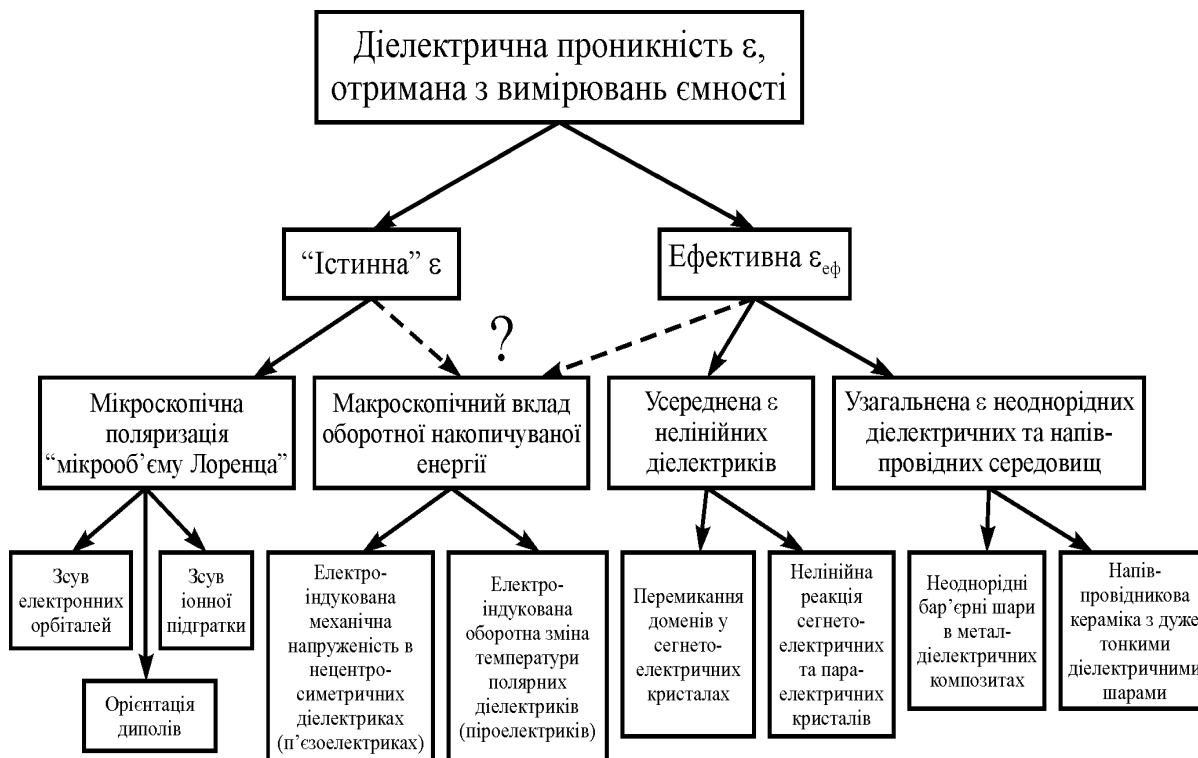 Діелектрична проникність ε,
отримана з вимірювань ємності
“Істинна” ε
Ефективна εеф
?
Мікроскопічна
поляризація
“мікрооб’єму Лоренца”
Макроскопічний вклад
оборотної накопичуваної
енергії
Усереднена ε
нелінійних
діелектриків
Узагальнена ε неоднорідних
діелектричних та напів-
провідних середовищ
Зсув
електронних
орбіталей
Орієнтація
диполів
Зсув
іонної
підгратки
Електро-
індукована
механічна
напруженість в
нецентро-
симетричних
діелектриках
(п’єзоелектриках)
Електро-
індукована
оборотна зміна
температури
полярних
діелектриків
(піроелектриків)
Перемикання
доменів у
сегнето-
електричних
кристалах
Нелінійна
реакція
сегнето-
електричних
та пара-
електричних
кристалів
Неоднорідні
бар’єрні шари
в метал-
діелектричних
композитах
Напів-
провідникова
кераміка з дуже
тонкими
діелектричними
шарами